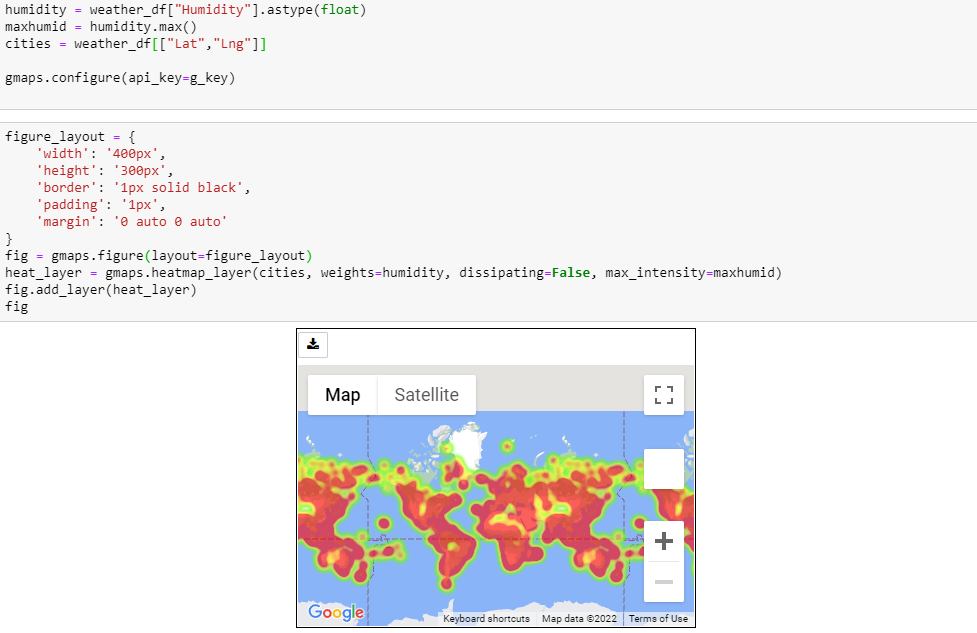 humidity = weather_df["Humidity"].astype(float)
maxhumid = humidity.max()
cities = weather_df[["Lat","Lng"]]
gmaps.configure(api_key=g_key)
figure_layout = {
    'width': '400px',
    'height': '300px',
    'border': '1px solid black',
    'padding': '1px',
    'margin': '0 auto 0 auto'
}
fig = gmaps.figure(layout=figure_layout)
heat_layer = gmaps.heatmap_layer(cities, weights=humidity, dissipating=False, max_intensity=maxhumid)
fig.add_layer(heat_layer)
fig
Map Satellite
+
Google
Keyboard shortcuts Map data ©2022 Terms of Use